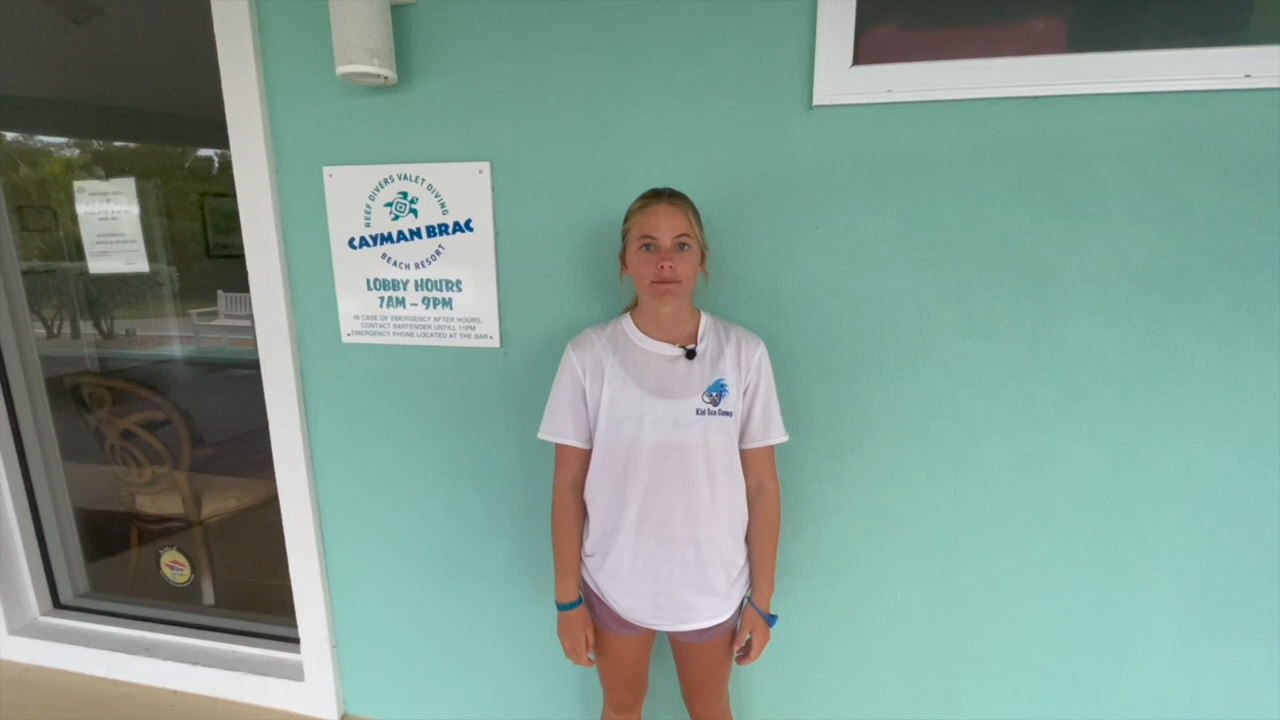 REEF DIVERS VALET DIVING
CAYMAN BRAC
BEACH RESORT
LOBBY HOURS
7AM – 9PM
IN CASE OF EMERGENCY AFTER HOURS,
CONTACT BARTENDER UNTILL 11PM
EMERGENCY PHONE LOCATED AT THE BAR
Kid Sea Camp